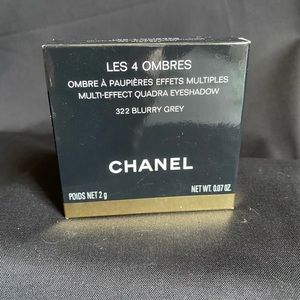 LES 4 OMBRES
OMBRE À PAUPIÈRES EFFETS MULTIPLES
MULTI-EFFECT QUADRA EYESHADOW
322 BLURRY GREY
CHANEL
POIDS NET 2 g NET WT. 0.07 OZ.